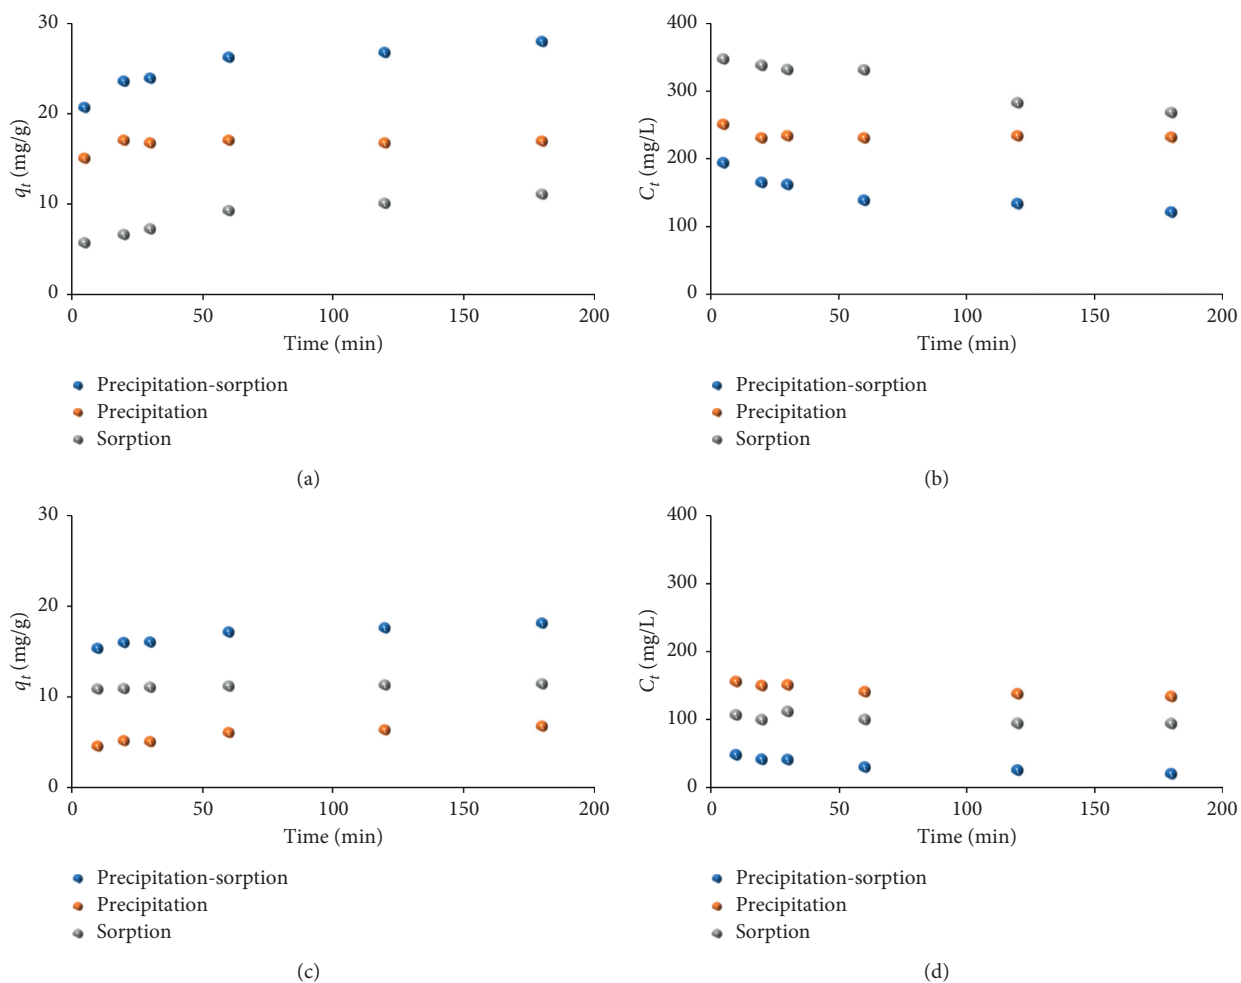 30
20
10
0
q_t (mg/g)
0 50 100 150 200
Time (min)
Precipitation-sorption
Precipitation
Sorption
(a)
400
300
200
100
0
C_t (mg/L)
0 50 100 150 200
Time (min)
Precipitation-sorption
Precipitation
Sorption
(b)
30
20
10
0
q_t (mg/g)
0 50 100 150 200
Time (min)
Precipitation-sorption
Precipitation
Sorption
(c)
400
300
200
100
0
C_t (mg/L)
0 50 100 150 200
Time (min)
Precipitation-sorption
Precipitation
Sorption
(d)